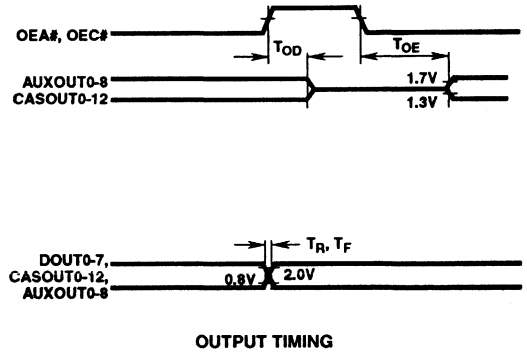 OEA#, OEC#
TOD
TOE
AUXOUT0-8
1.7V
CASOUT0-12
1.3V
TR, TF
DOUT0-7,
CASOUT0-12,
0.8V
2.0V
AUXOUT0-8
OUTPUT TIMING